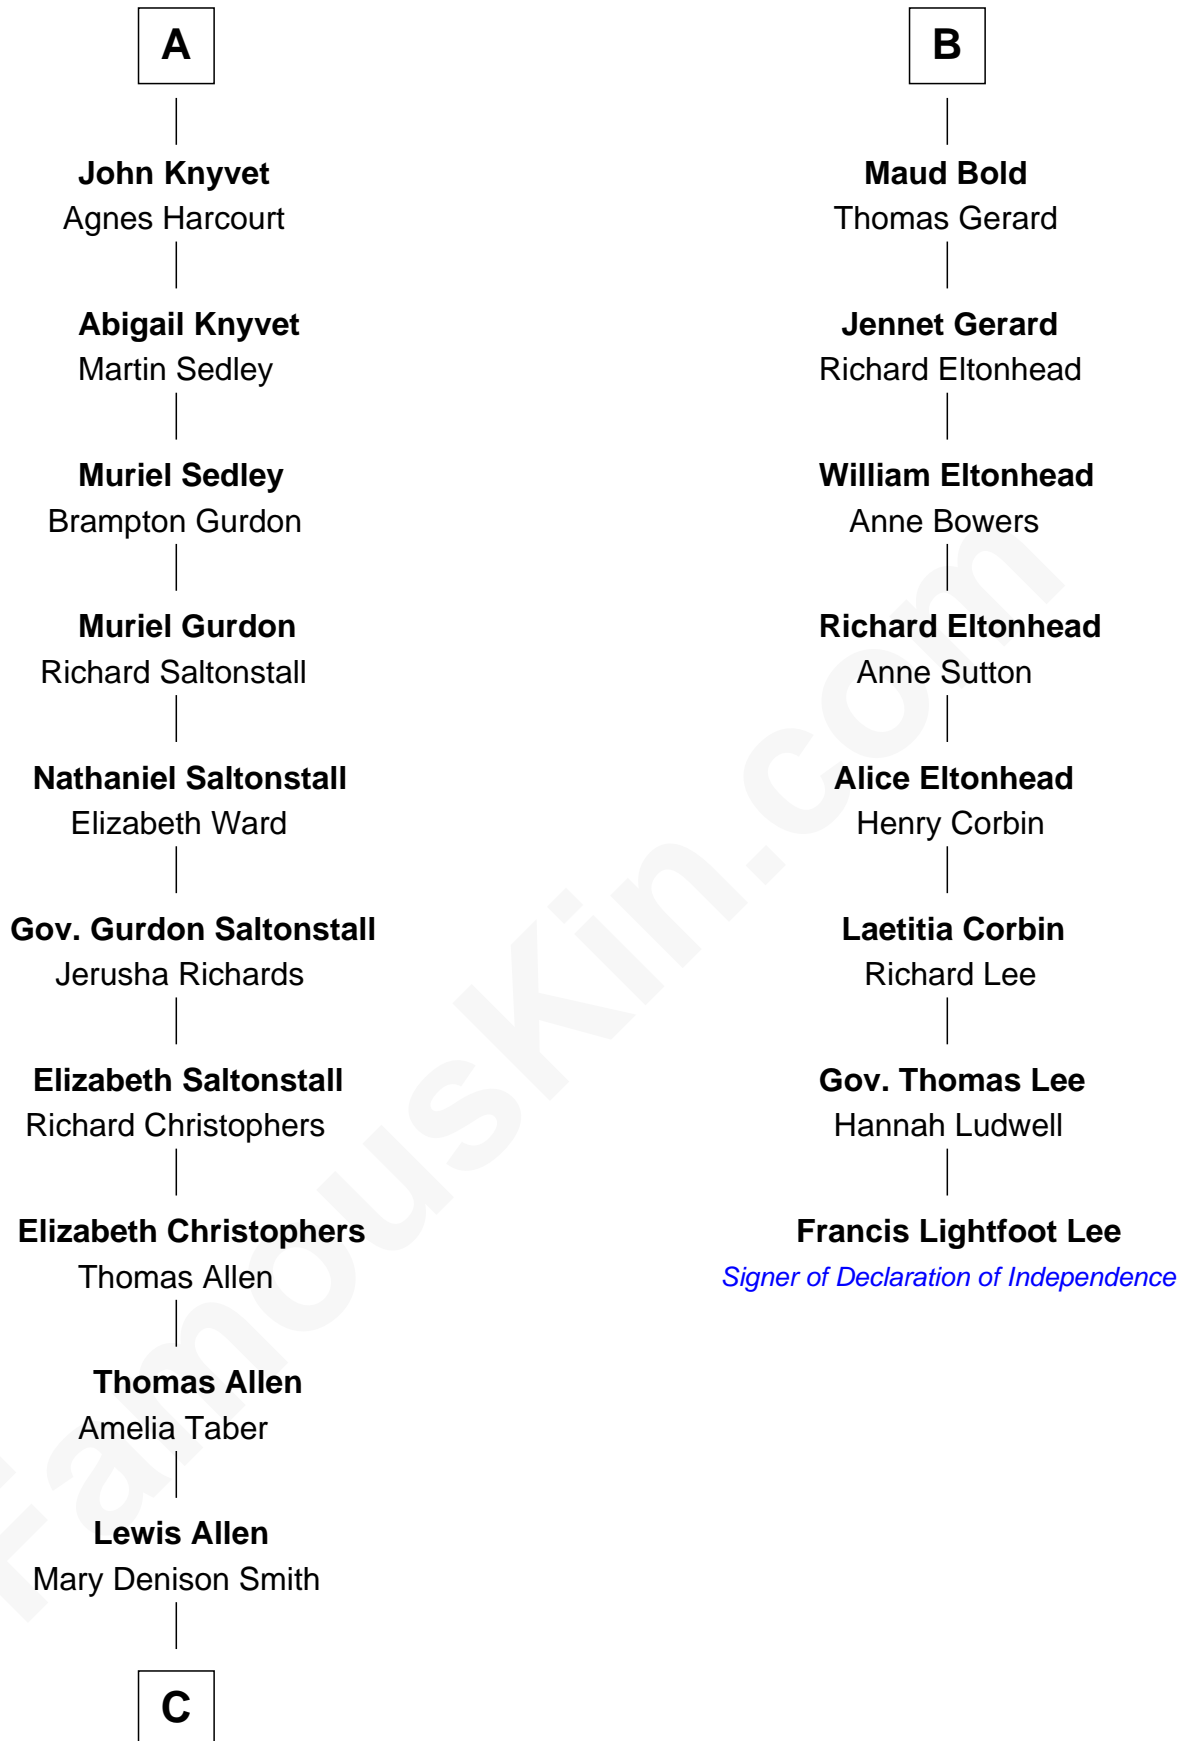 A
John Knyvet
Agnes Harcourt
Abigail Knyvet
Martin Sedley
Muriel Sedley
Brampton Gurdon
Muriel Gurdon
Richard Saltonstall
Nathaniel Saltonstall
Elizabeth Ward
Gov. Gurdon Saltonstall
Jerusha Richards
Elizabeth Saltonstall
Richard Christophers
Elizabeth Christophers
Thomas Allen
Thomas Allen
Amelia Taber
Lewis Allen
Mary Denison Smith
C
B
Maud Bold
Thomas Gerard
Jennet Gerard
Richard Eltonhead
William Eltonhead
Anne Bowers
Richard Eltonhead
Anne Sutton
Alice Eltonhead
Henry Corbin
Laetitia Corbin
Richard Lee
Gov. Thomas Lee
Hannah Ludwell
Francis Lightfoot Lee
Signer of Declaration of Independence
FamousKin.com